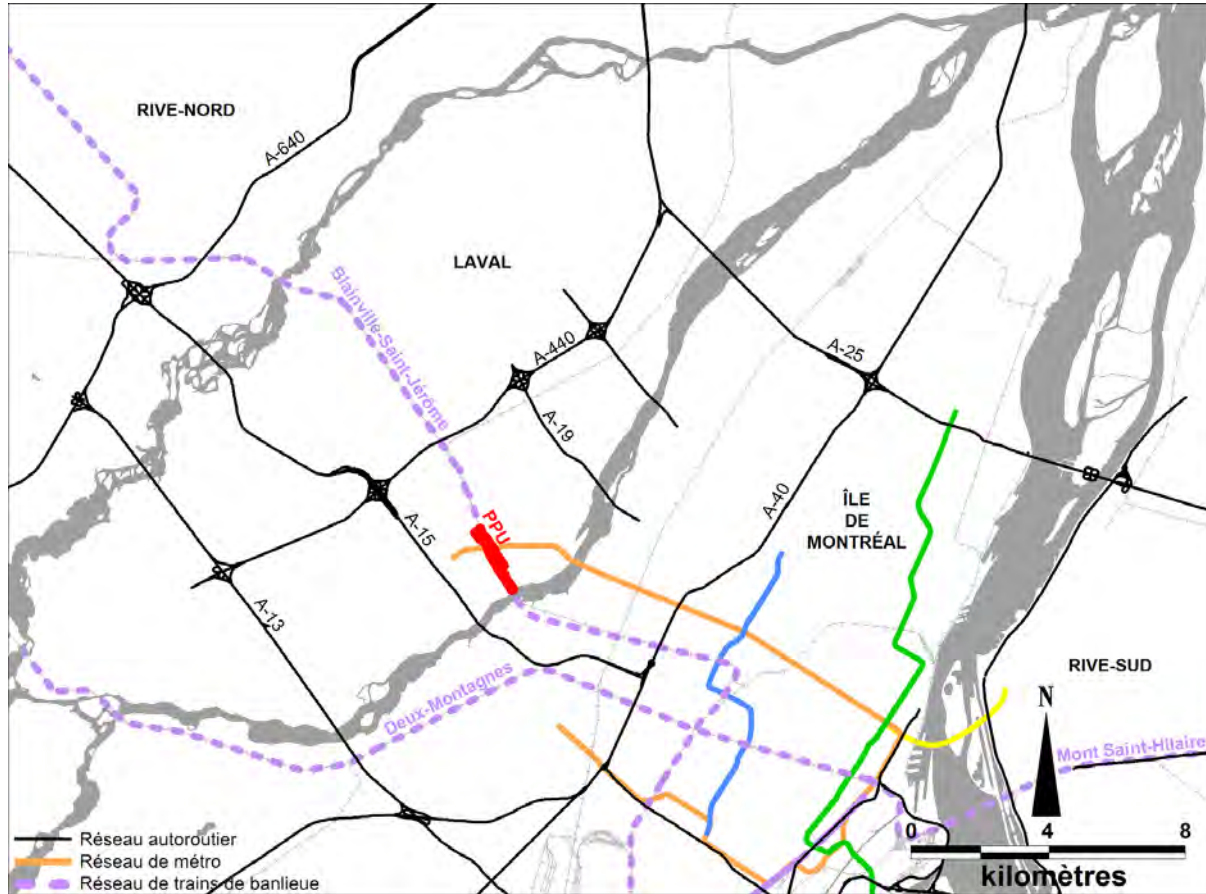 RIVE-NORD
A-640
LAVAL
Blainville-Saint-Jérôme
A-440
A-25
A-19
PPU
A-15
A-40
ÎLE
DE
MONTRÉAL
A-13
RIVE-SUD
N
Deux-Montagnes
Mont Saint-Hilaire
0 4 8
kilomètres
Réseau autoroutier
Réseau de métro
Réseau de trains de banlieue